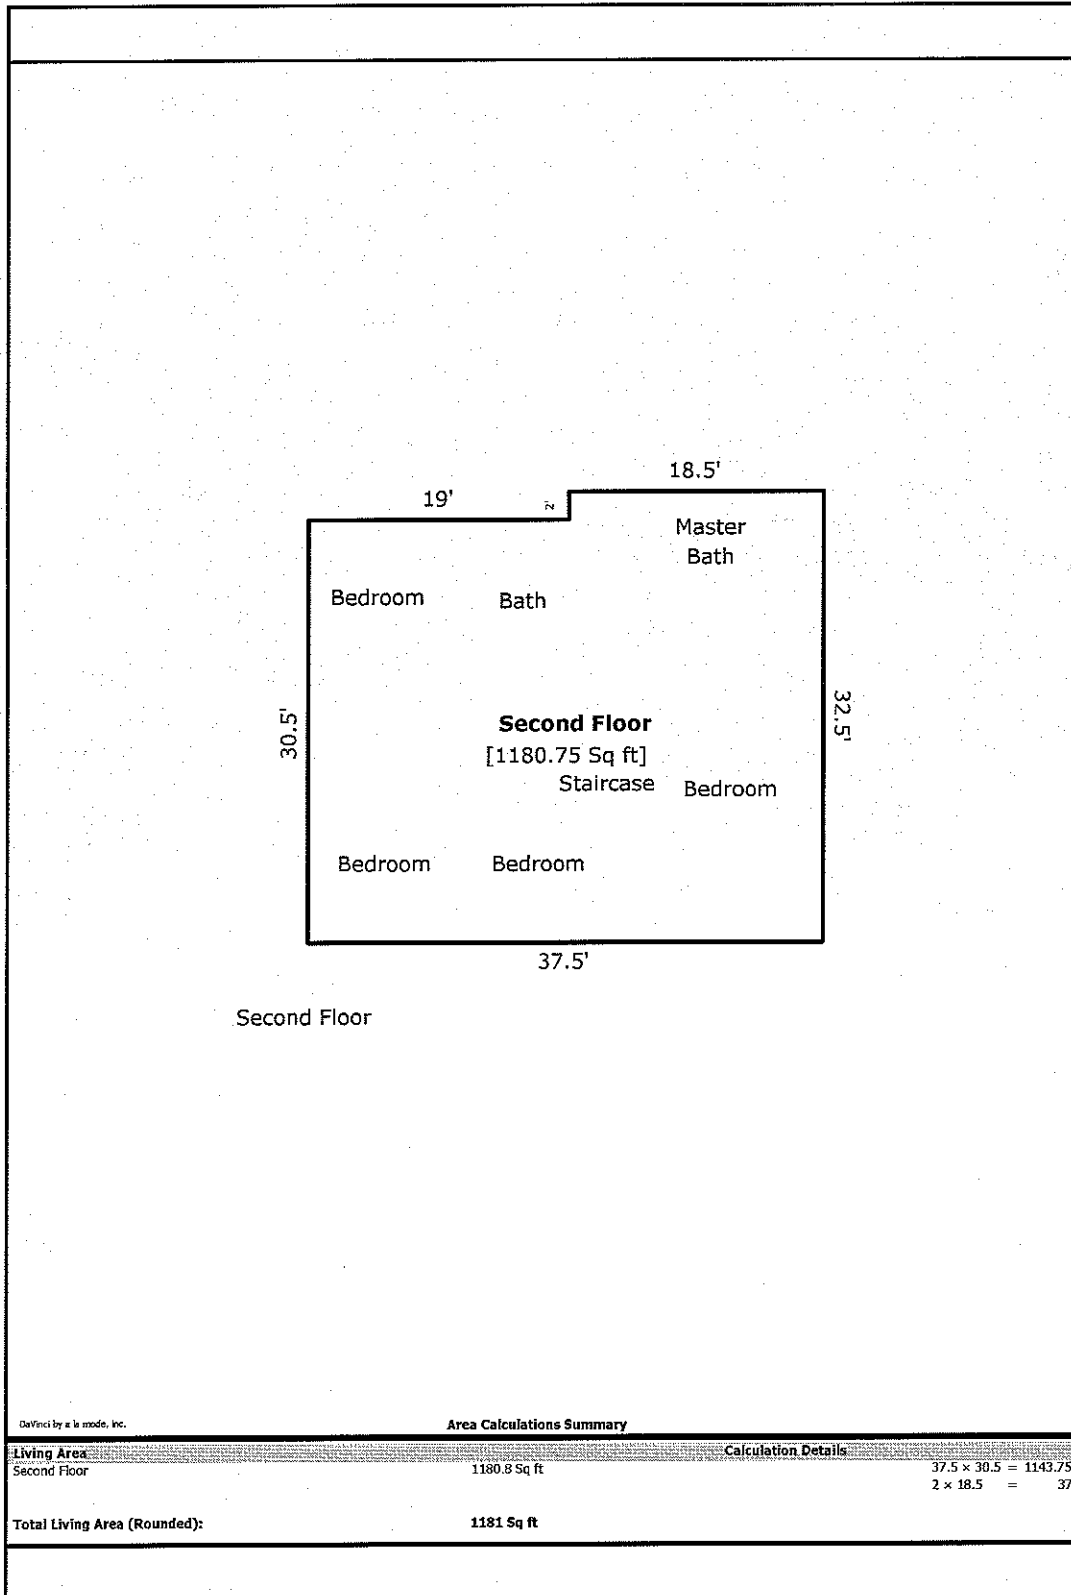 18.5'
19'
2'
Master
Bath
Bedroom Bath
30.5'
32.5'
Second Floor
[1180.75 Sq ft]
Staircase Bedroom
Bedroom Bedroom
37.5'
Second Floor
DaVinci by a la mode, inc.
Area Calculations Summary
Living Area Calculation Details
Second Floor 1180.8 Sq ft 37.5 × 30.5 = 1143.75
2 × 18.5 = 37
Total Living Area (Rounded): 1181 Sq ft